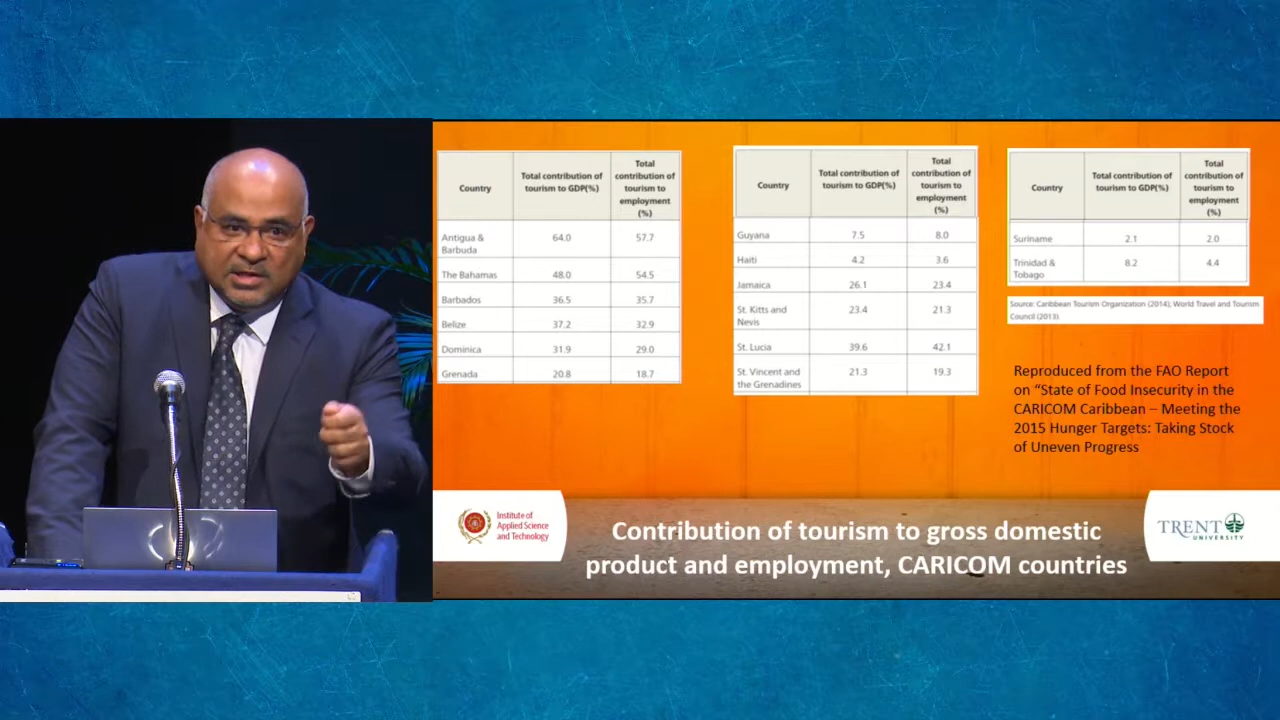 Country
Total contribution of
tourism to GDP(%)
Total
contribution of
tourism to
employment
(%)
Antigua &
Barbuda
64.0
57.7
The Bahamas
48.0
54.5
Barbados
36.5
35.7
Belize
37.2
32.9
Dominica
31.9
29.0
Grenada
20.8
18.7
Country
Total contribution of
tourism to GDP(%)
Total
contribution of
tourism to
employment
(%)
Guyana
7.5
8.0
Haiti
4.2
3.6
Jamaica
26.1
23.4
St. Kitts and
Nevis
23.4
21.3
St. Lucia
39.6
42.1
St. Vincent and
the Grenadines
21.3
19.3
Country
Total contribution of
tourism to GDP(%)
Total
contribution of
tourism to
employment
(%)
Suriname
2.1
2.0
Trinidad &
Tobago
8.2
4.4
Source: Caribbean Tourism Organization (2014); World Travel and Tourism
Council (2013)
Reproduced from the FAO Report
on “State of Food Insecurity in the
CARICOM Caribbean – Meeting the
2015 Hunger Targets: Taking Stock
of Uneven Progress
Institute of
Applied Science
and Technology
Contribution of tourism to gross domestic
product and employment, CARICOM countries
TRENT
UNIVERSITY